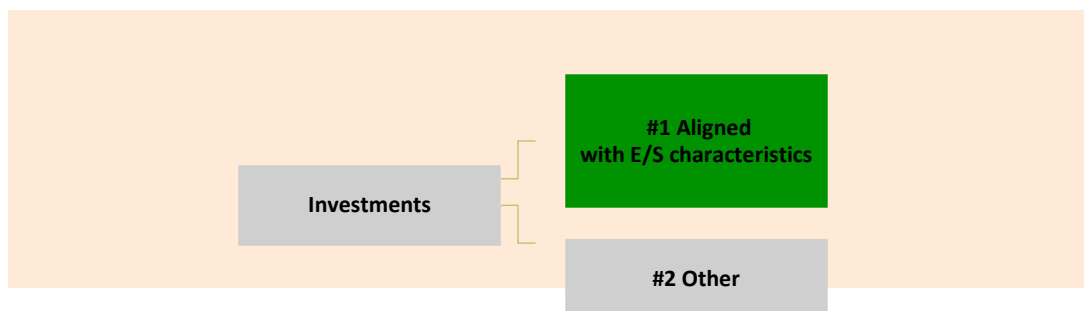 Investments
#1 Aligned
with E/S characteristics
#2 Other